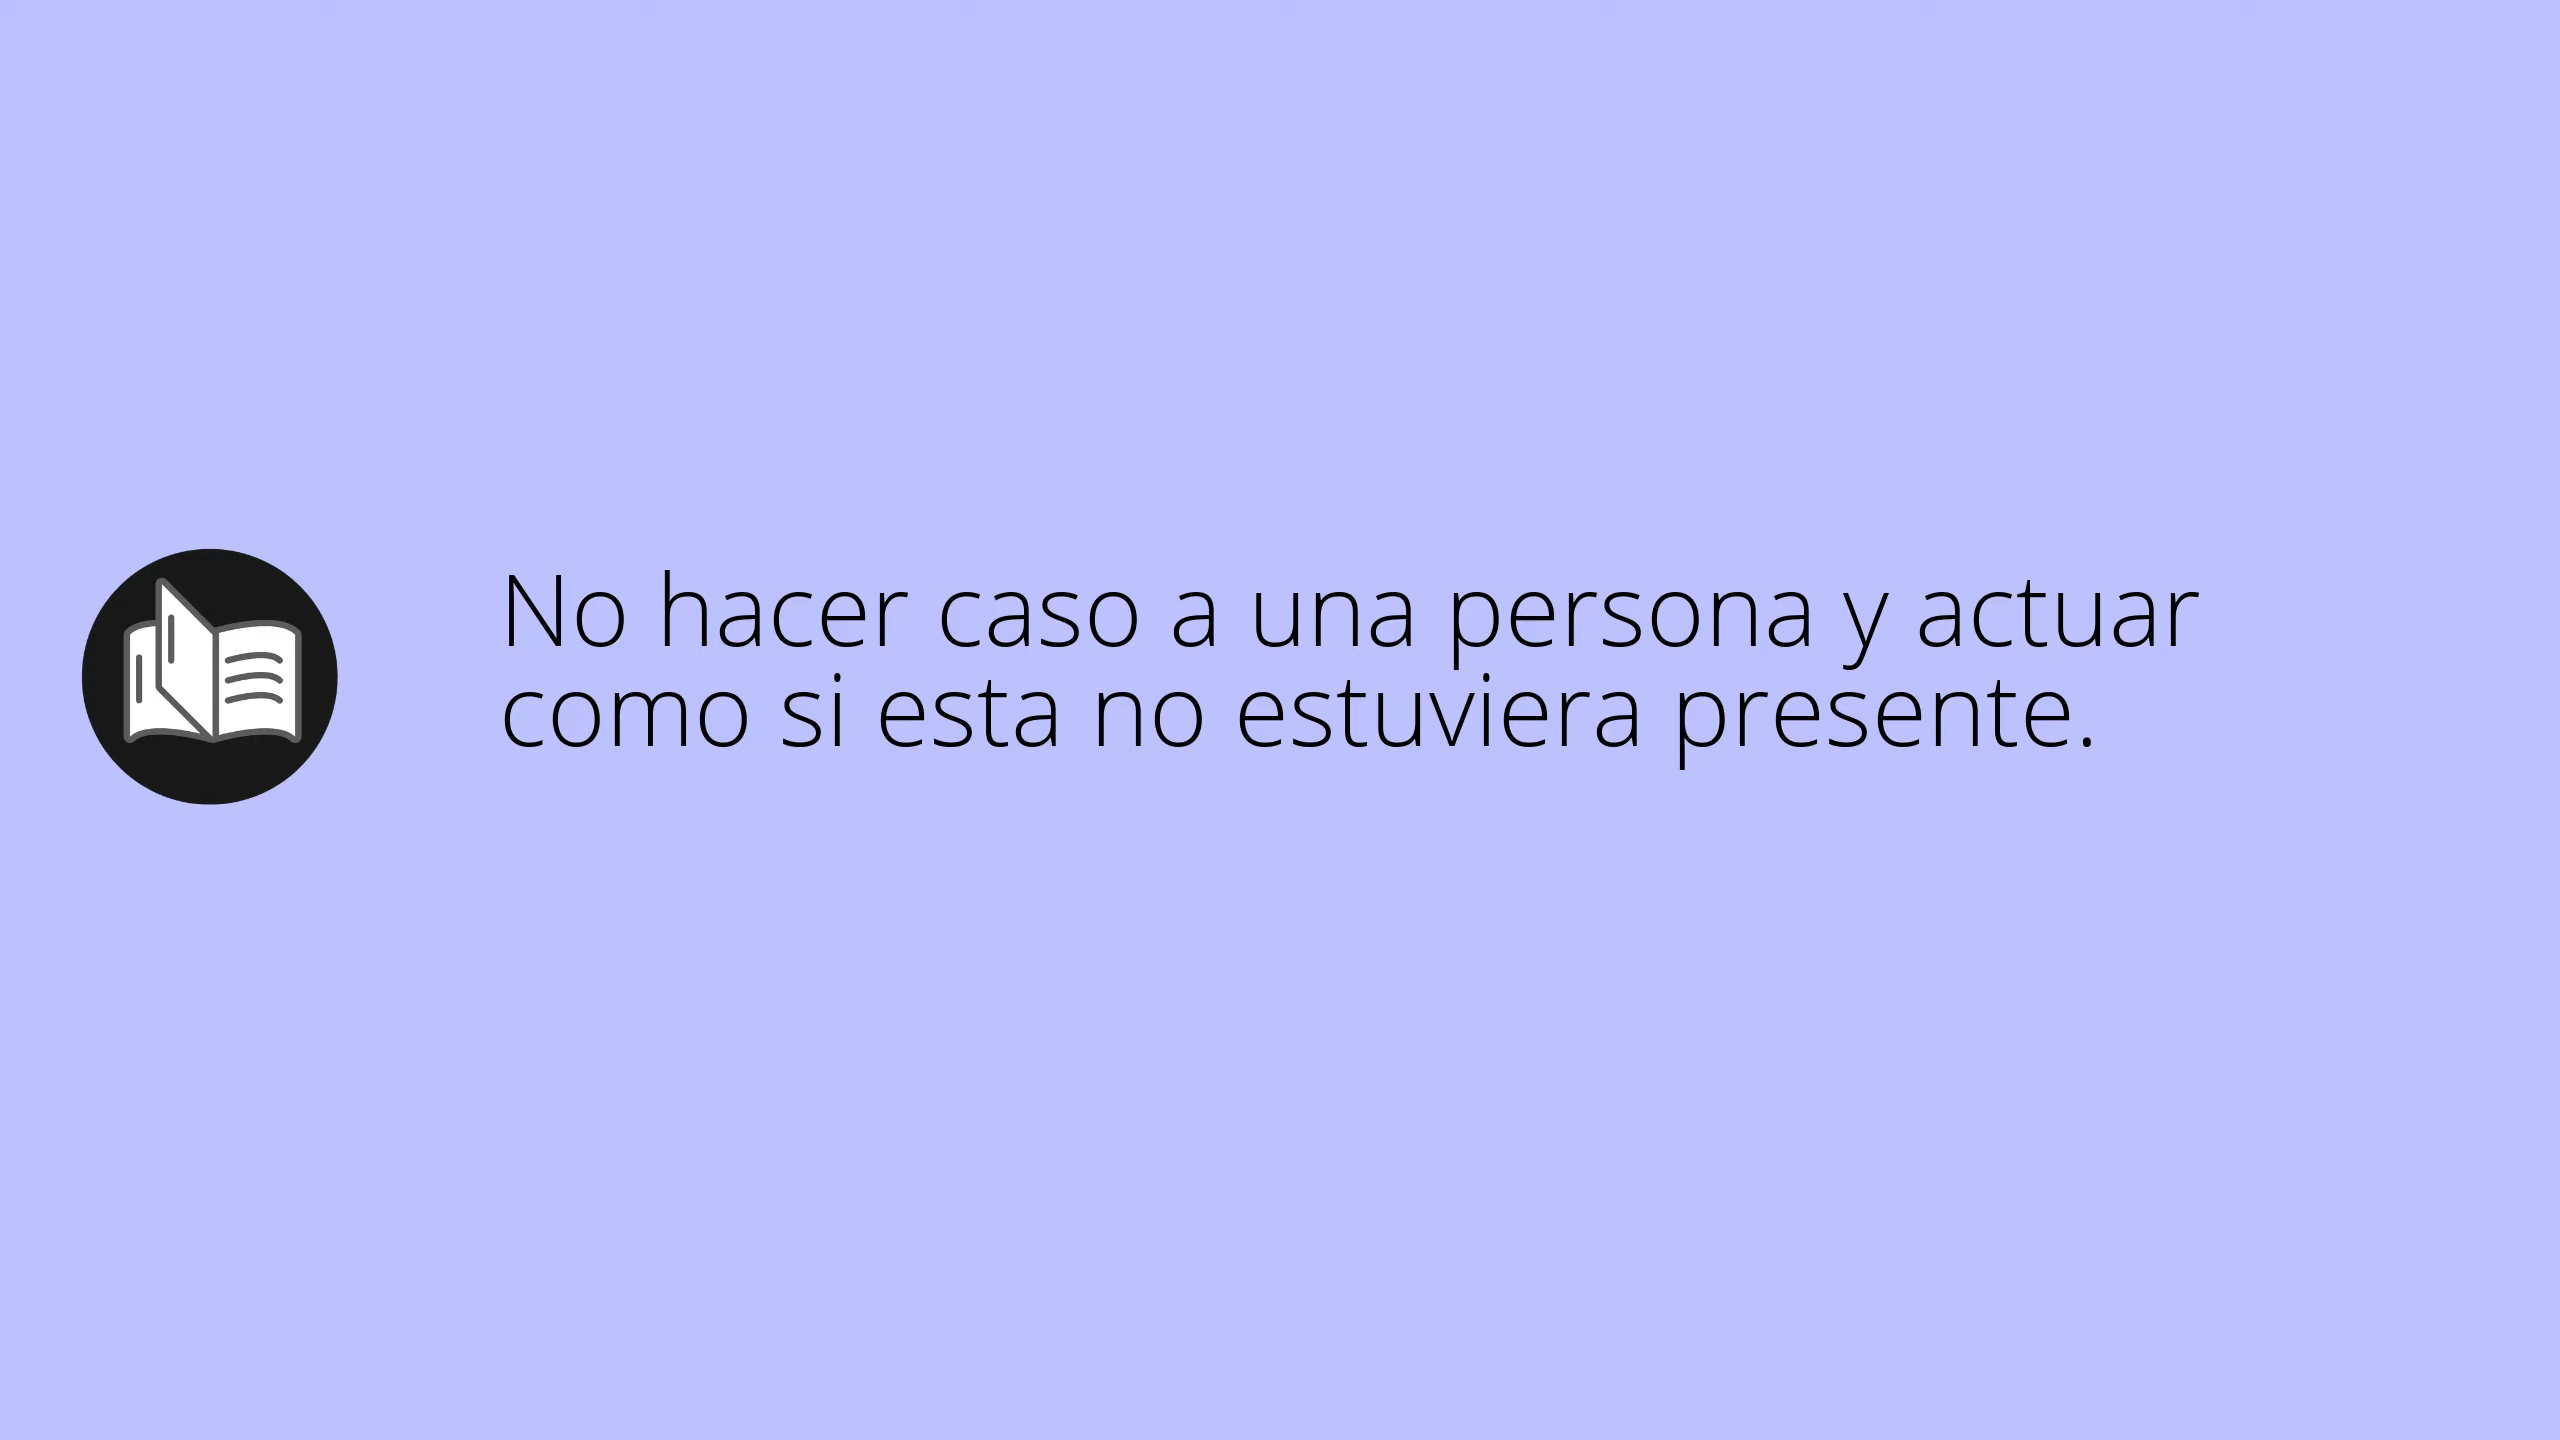 No hacer caso a una persona y actuar
como si esta no estuviera presente.